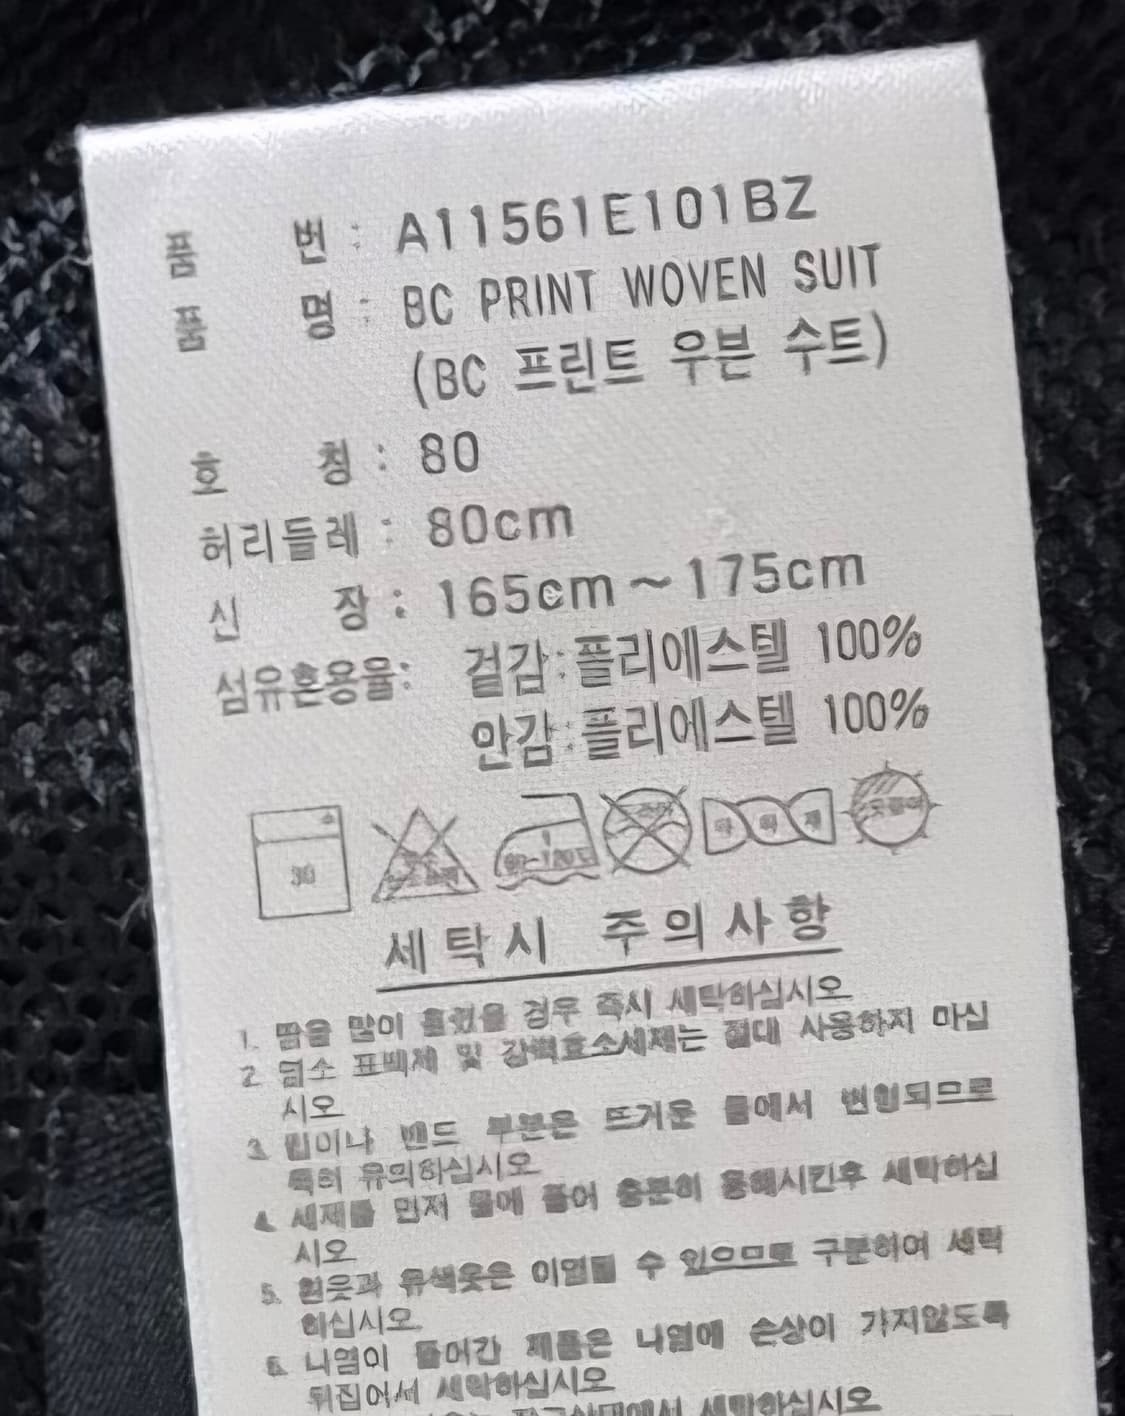 품 번 : A11561E101BZ
품 명 : BC PRINT WOVEN SUIT
(BC 프린트 우븐 수트)
호 칭 : 80
허리둘레 : 80cm
신 장 : 165cm ~ 175cm
섬유혼용율: 겉감:폴리에스텔 100%
안감:폴리에스텔 100%
30
80~120도
세탁시 주의사항
1. 땀을 많이 흘렸을 경우 즉시 세탁하십시오
2. 염소 표백제 및 강력효소세제는 절대 사용하지 마십
시오
3. 립이나 밴드 부분은 뜨거운 물에서 변형되므로
특히 유의하십시오
4. 세제를 먼저 물에 풀어 충분히 용해시킨후 세탁하십
시오
5. 흰옷과 유색옷은 이염될 수 있으므로 구분하여 세탁
하십시오
6. 나염이 들어간 제품은 나염에 손상이 가지않도록
뒤집어서 세탁하십시오
세탁하십시오